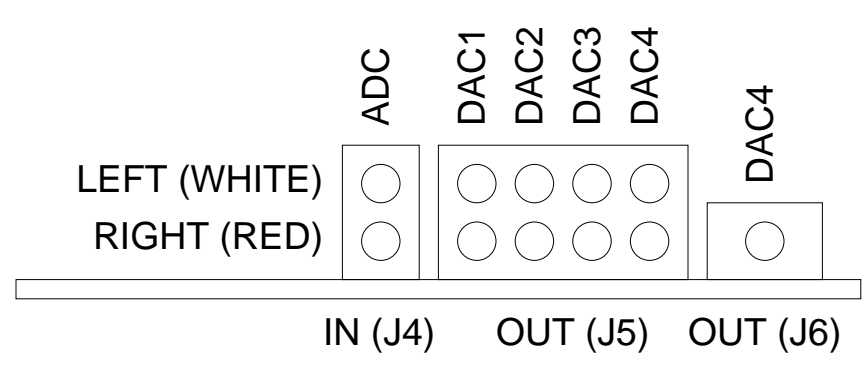 ADC DAC1 DAC2 DAC3 DAC4
DAC4
LEFT (WHITE)
RIGHT (RED)
IN (J4) OUT (J5) OUT (J6)